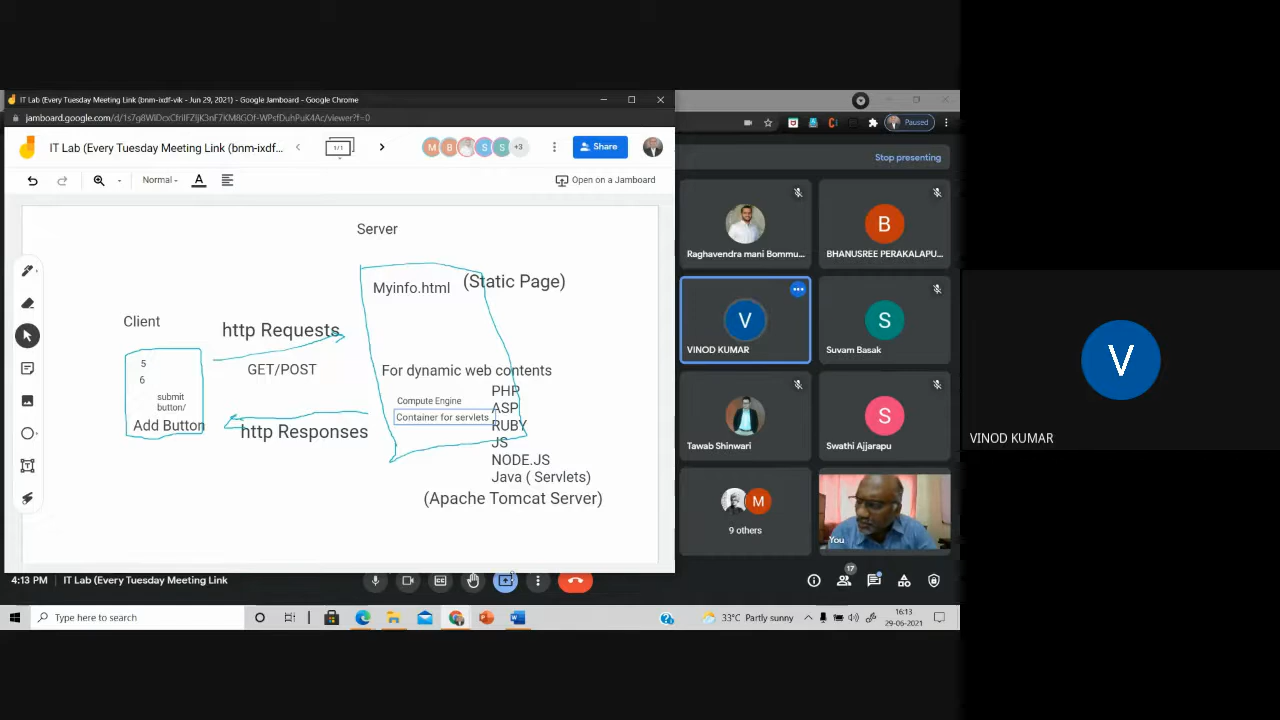 IT Lab (Every Tuesday Meeting Link (bnm-ixdf-vik - Jun 29, 2021) - Google Jamboard - Google Chrome
IT Lab (Every Tuesday Meeting Link (bnm-ixdf...
1/1
M
B
S
S
+3
Share
Normal
A
Open on a Jamboard
Server
Myinfo.html
(Static Page)
Client
http Requests
GET/POST
5
6
submit
button/
Add Button
http Responses
For dynamic web contents
Compute Engine
Container for servlets
PHP
ASP
RUBY
JS
NODE.JS
Java ( Servlets)
(Apache Tomcat Server)
Paused
Stop presenting
Raghavendra mani Bommu...
B
BHANUSREE PERAKALAPU...
V
VINOD KUMAR
S
Suvam Basak
Tawab Shinwari
S
Swathi Ajjarapu
M
9 others
You
V
VINOD KUMAR
4:13 PM
IT Lab (Every Tuesday Meeting Link
17
Type here to search
33°C Partly sunny
16:13
29-06-2021